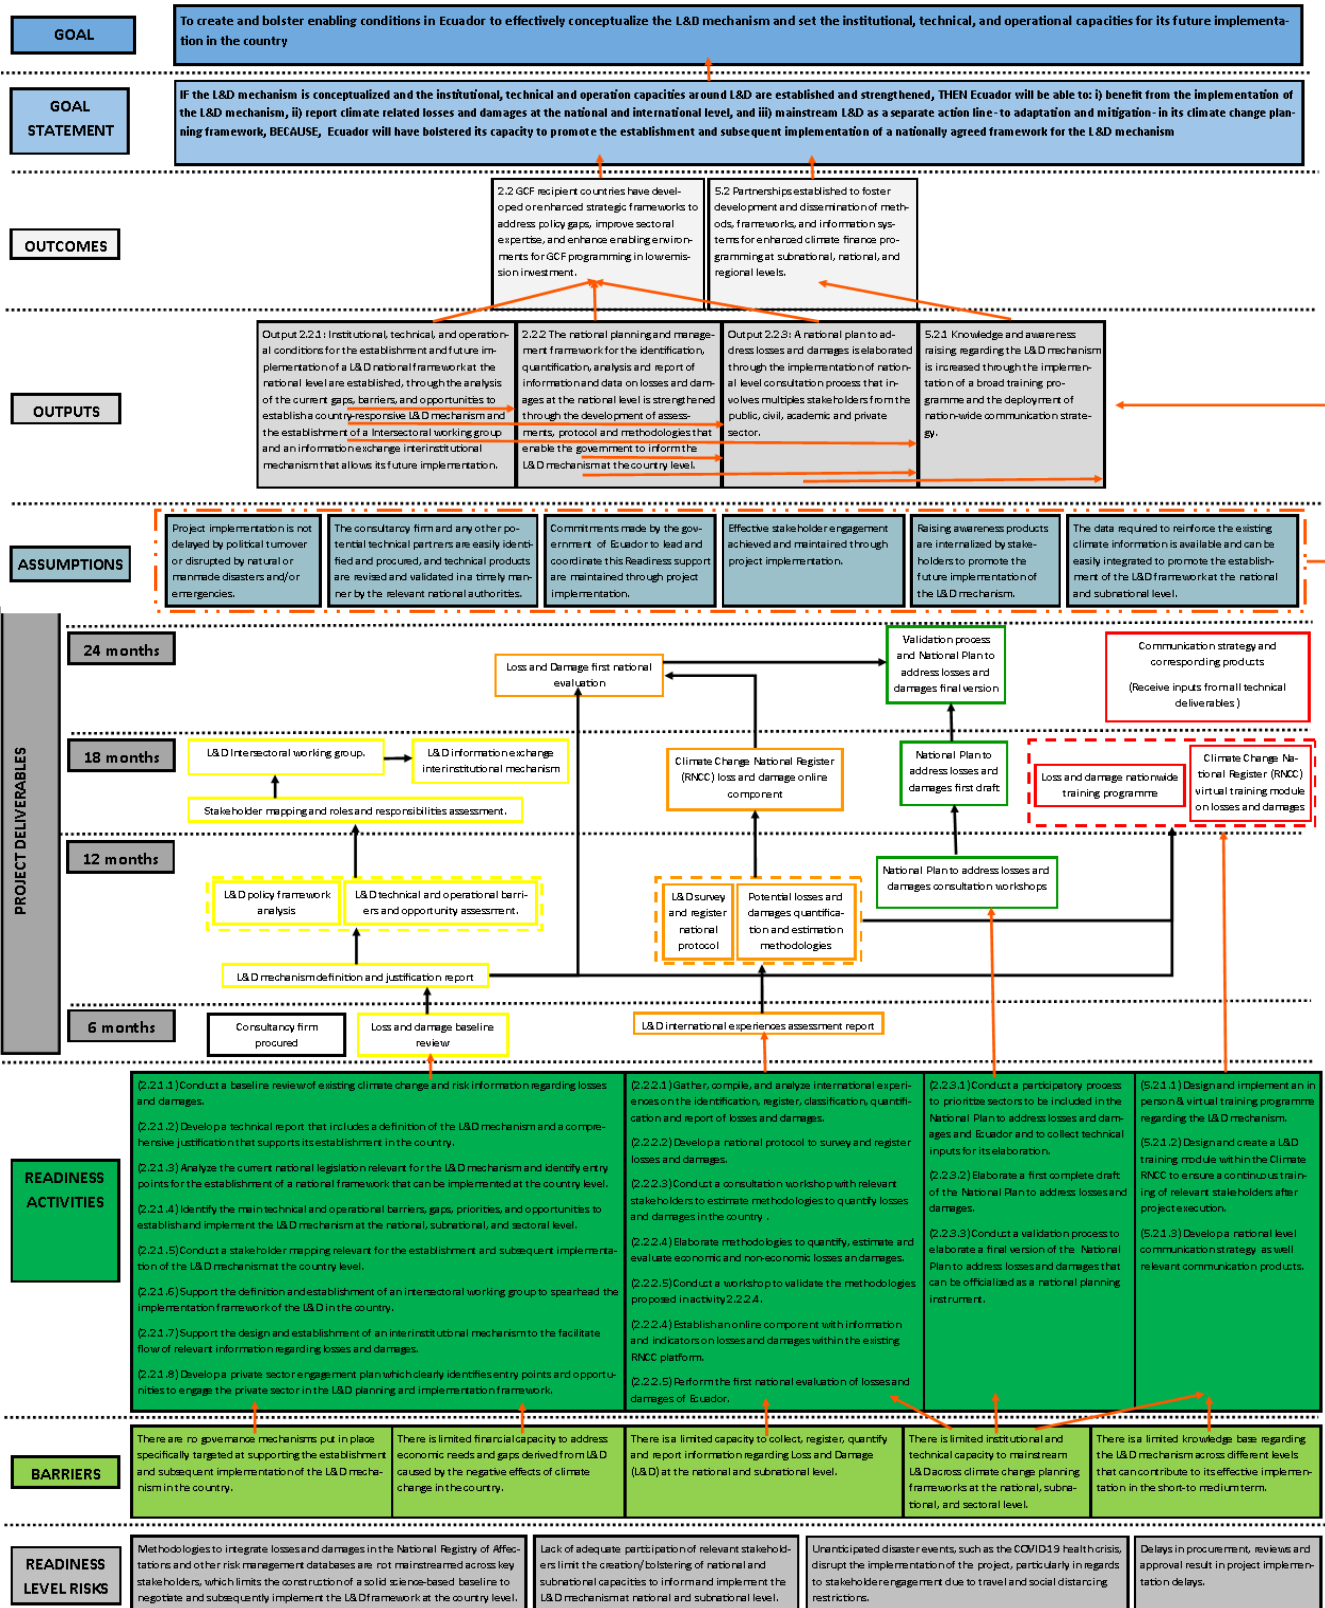 GOAL
To create and bolster enabling conditions in Ecuador to effectively conceptualize the L&D mechanism and set the institutional, technical, and operational capacities for its future implementa-
tion in the country
GOAL
STATEMENT
IF the L&D mechanism is conceptualized and the institutional, technical and operation capacities around L&D are established and strengthened, THEN Ecuador will be able to: i) benefit from the implementation of
the L&D mechanism, ii) report climate related losses and damages at the national and international level, and iii) mainstream L&D as a separate action line- to adaptation and mitigation- in its climate change plan-
ning framework, BECAUSE, Ecuador will have bolstered its capacity to promote the establishment and subsequent implementation of a nationally agreed framework for the L&D mechanism
OUTCOMES
2.2 GCF recipient countries have devel-
oped or enhanced strategic frameworks to
address policy gaps, improve sectoral
expertise, and enhance enabling environ-
ments for GCF programming in lowemis-
sion investment.
5.2 Partnerships established to foster
development and dissemination of meth-
ods, frameworks, and information sys-
tems for enhanced climate finance pro-
gramming at subnational, national, and
regional levels.
OUTPUTS
Output 2.2.1: Institutional, technical, and operation-
al conditions for the establishment and future im-
plementation of a L&D national framework at the
national level are established, through the analysis
of the current gaps, barriers, and opportunities to
establish a country-responsive L&D mechanism and
the establishment of a Intersectoral working group
and an information exchange interinstitutional
mechanism that allows its future implementation.
2.2.2 The national planning and manage-
ment framework for the identification,
quantification, analysis and report of
information and data on losses and dam-
ages at the national level is strengthened
through the development of assess-
ments, protocol and methodologies that
enable the government to inform the
L&D mechanism at the country level.
Output 2.2.3: A national plan to ad-
dress losses and damages is elaborated
through the implementation of nation-
al level consultation process that in-
volves multiples stakeholders from the
public, civil, academic and private
sector.
5.2.1 Knowledge and awareness
raising regarding the L&D mechanism
is increased through the implemen-
tation of a broad training pro-
gramme and the deployment of
nation-wide communication strate-
gy.
ASSUMPTIONS
Project implementation is not
delayed by political turnover
or disrupted by natural or
manmade disasters and/or
emergencies.
The consultancy firm and any other po-
tential technical partners are easily identi-
fied and procured, and technical products
are revised and validated in a timely man-
ner by the relevant national authorities.
Commitments made by the gov-
ernment of Ecuador to lead and
coordinate this Readiness support
are maintained through project
implementation.
Effective stakeholder engagement
achieved and maintained through
project implementation.
Raising awareness products
are internalized by stake-
holders to promote the
future implementation of
the L&D mechanism.
The data required to reinforce the existing
climate information is available and can be
easily integrated to promote the establish-
ment of the L&D framework at the national
and subnational level.
PROJECT DELIVERABLES
24 months
Loss and Damage first national
evaluation
Validation process
and National Plan to
address losses and
damages final version
Communication strategy and
corresponding products
(Receive inputs from all technical
deliverables )
18 months
L&D Intersectoral working group.
L&D information exchange
interinstitutional mechanism
Stakeholder mapping and roles and responsibilities assessment.
Climate Change National Register
(RNCC) loss and damage online
component
National Plan to
address losses and
damages first draft
Loss and damage nationwide
training programme
Climate Change Na-
tional Register (RNCC)
virtual training module
on losses and damages
12 months
L&D policy framework
analysis
L&D technical and operational barri-
ers and opportunity assessment.
L&D survey
and register
national
protocol
Potential losses and
damages quantifica-
tion and estimation
methodologies
National Plan to address losses and
damages consultation workshops
L&D mechanism definition and justification report
6 months
Consultancy firm
procured
Loss and damage baseline
review
L&D international experiences assessment report
READINESS
ACTIVITIES
(2.2.1.1) Conduct a baseline review of existing climate change and risk information regarding losses
and damages.
(2.2.1.2) Develop a technical report that includes a definition of the L&D mechanism and a compre-
hensive justification that supports its establishment in the country.
(2.2.1.3) Analyze the current national legislation relevant for the L&D mechanism and identify entry
points for the establishment of a national framework that can be implemented at the country level.
(2.2.1.4) Identify the main technical and operational barriers, gaps, priorities, and opportunities to
establish and implement the L&D mechanism at the national, subnational, and sectoral level.
(2.2.1.5) Conduct a stakeholder mapping relevant for the establishment and subsequent implementa-
tion of the L&D mechanism at the country level.
(2.2.1.6) Support the definition and establishment of an intersectoral working group to spearhead the
implementation framework of the L&D in the country.
(2.2.1.7) Support the design and establishment of an interinstitutional mechanism to the facilitate
flow of relevant information regarding losses and damages.
(2.2.1.8) Develop a private sector engagement plan which clearly identifies entry points and opportu-
nities to engage the private sector in the L&D planning and implementation framework.
(2.2.2.1) Gather, compile, and analyze international experi-
ences on the identification, register, classification, quantifi-
cation and report of losses and damages.
(2.2.2.2) Develop a national protocol to survey and register
losses and damages.
(2.2.2.3) Conduct a consultation workshop with relevant
stakeholders to estimate methodologies to quantify losses
and damages in the country .
(2.2.2.4) Elaborate methodologies to quantify, estimate and
evaluate economic and non-economic losses an damages.
(2.2.2.5) Conduct a workshop to validate the methodologies
proposed in activity 2.2.2.4.
(2.2.2.4) Establish an online component with information
and indicators on losses and damages within the existing
RNCC platform.
(2.2.2.5) Perform the first national evaluation of losses and
damages of Ecuador.
(2.2.3.1) Conduct a participatory process
to prioritize sectors to be included in the
National Plan to address losses and dam-
ages and Ecuador and to collect technical
inputs for its elaboration.
(2.2.3.2) Elaborate a first complete draft
of the National Plan to address losses and
damages.
(2.2.3.3) Conduct a validation process to
elaborate a final version of the National
Plan to address losses and damages that
can be officialized as a national planning
instrument.
(5.2.1.1) Design and implement an in
person & virtual training programme
regarding the L&D mechanism.
(5.2.1.2) Design and create a L&D
training module within the Climate
RNCC to ensure a continuous train-
ing of relevant stakeholders after
project execution.
(5.2.1.3) Develop a national level
communication strategy as well
relevant communication products.
BARRIERS
There are no governance mechanisms put in place
specifically targeted at supporting the establishment
and subsequent implementation of the L&D mecha-
nism in the country.
There is limited financial capacity to address
economic needs and gaps derived from L&D
caused by the negative effects of climate
change in the country.
There is a limited capacity to collect, register, quantify
and report information regarding Loss and Damage
(L&D) at the national and subnational level.
There is limited institutional and
technical capacity to mainstream
L&D across climate change planning
frameworks at the national, subna-
tional, and sectoral level.
There is a limited knowledge base regarding
the L&D mechanism across different levels
that can contribute to its effective implemen-
tation in the short-to medium term.
READINESS
LEVEL RISKS
Methodologies to integrate losses and damages in the National Registry of Affec-
tations and other risk management databases are not mainstreamed across key
stakeholders, which limits the construction of a solid science-based baseline to
negotiate and subsequently implement the L&D framework at the country level.
Lack of adequate participation of relevant stakehold-
ers limit the creation/bolstering of national and
subnational capacities to inform and implement the
L&D mechanism at national and subnational level.
Unanticipated disaster events, such as the COVID19 health crisis,
disrupt the implementation of the project, particularly in regards
to stakeholder engagement due to travel and social distancing
restrictions.
Delays in procurement, reviews and
approval result in project implemen-
tation delays.